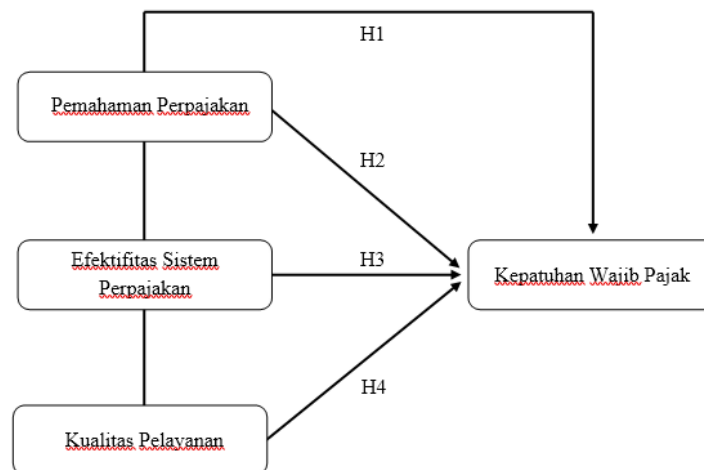 H1
Pemahaman Perpajakan
H2
Efektifitas Sistem
Perpajakan
H3
Kepatuhan Wajib Pajak
H4
Kualitas Pelayanan